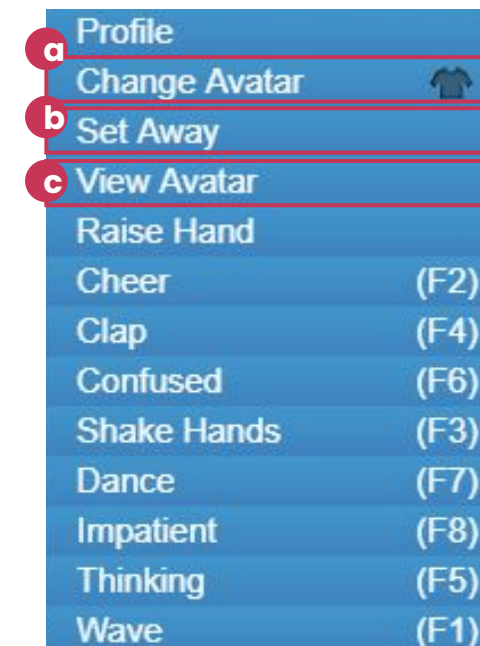 Profile
a
Change Avatar
b
Set Away
c View Avatar
Raise Hand
Cheer (F2)
Clap (F4)
Confused (F6)
Shake Hands (F3)
Dance (F7)
Impatient (F8)
Thinking (F5)
Wave (F1)